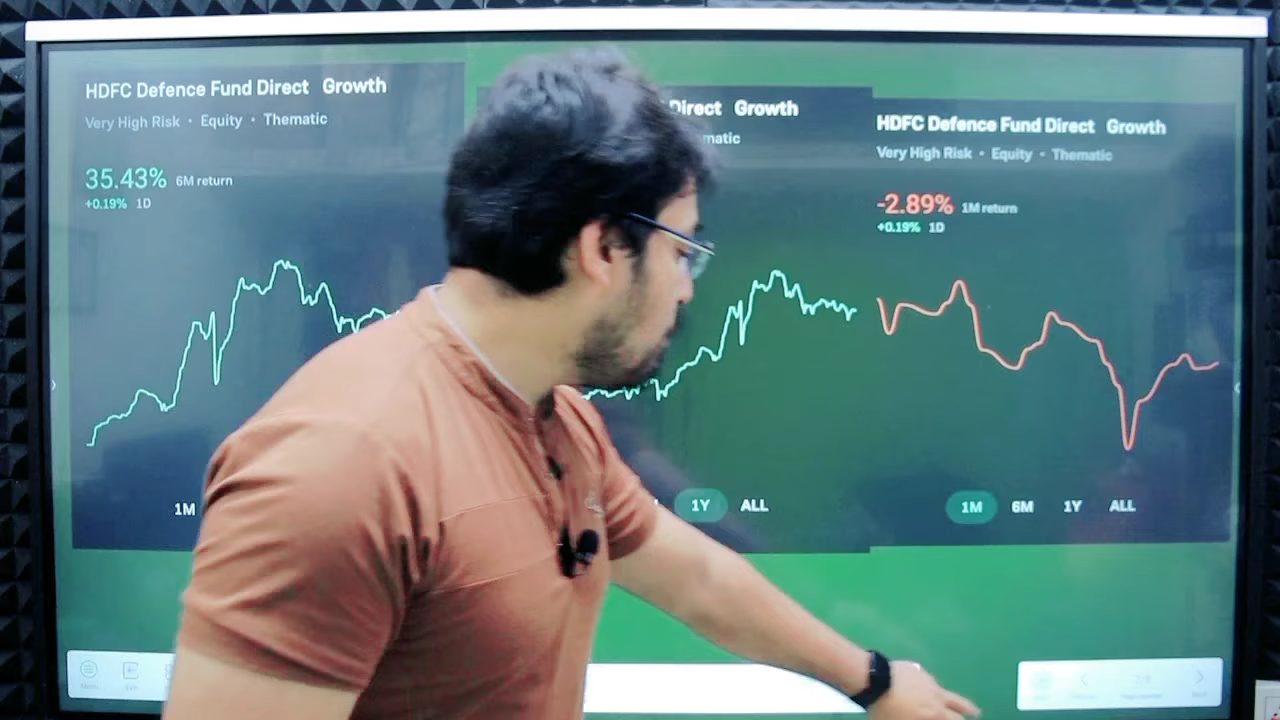 HDFC Defence Fund Direct Growth
Very High Risk • Equity • Thematic
35.43% 6M return
+0.19% 1D
1M
Direct Growth
matic
1Y ALL
HDFC Defence Fund Direct Growth
Very High Risk • Equity • Thematic
-2.89% 1M return
+0.19% 1D
1M 6M 1Y ALL